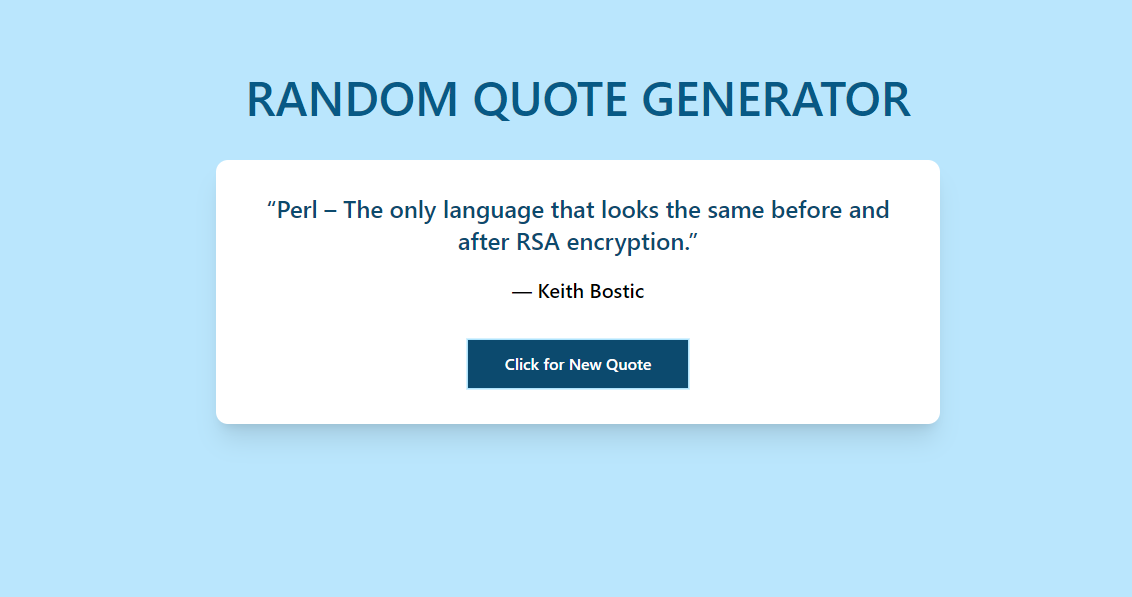 RANDOM QUOTE GENERATOR
“Perl – The only language that looks the same before and
after RSA encryption.”
— Keith Bostic
Click for New Quote